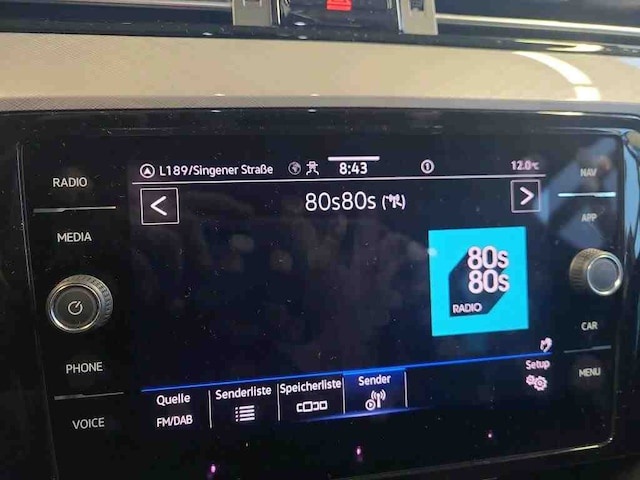 L189/Singener Straße
8:43
1
12.0°C
RADIO
NAV
80s80s
MEDIA
APP
80s
80s
RADIO
CAR
PHONE
Setup
MENU
Quelle
Senderliste
Speicherliste
Sender
FM/DAB
VOICE